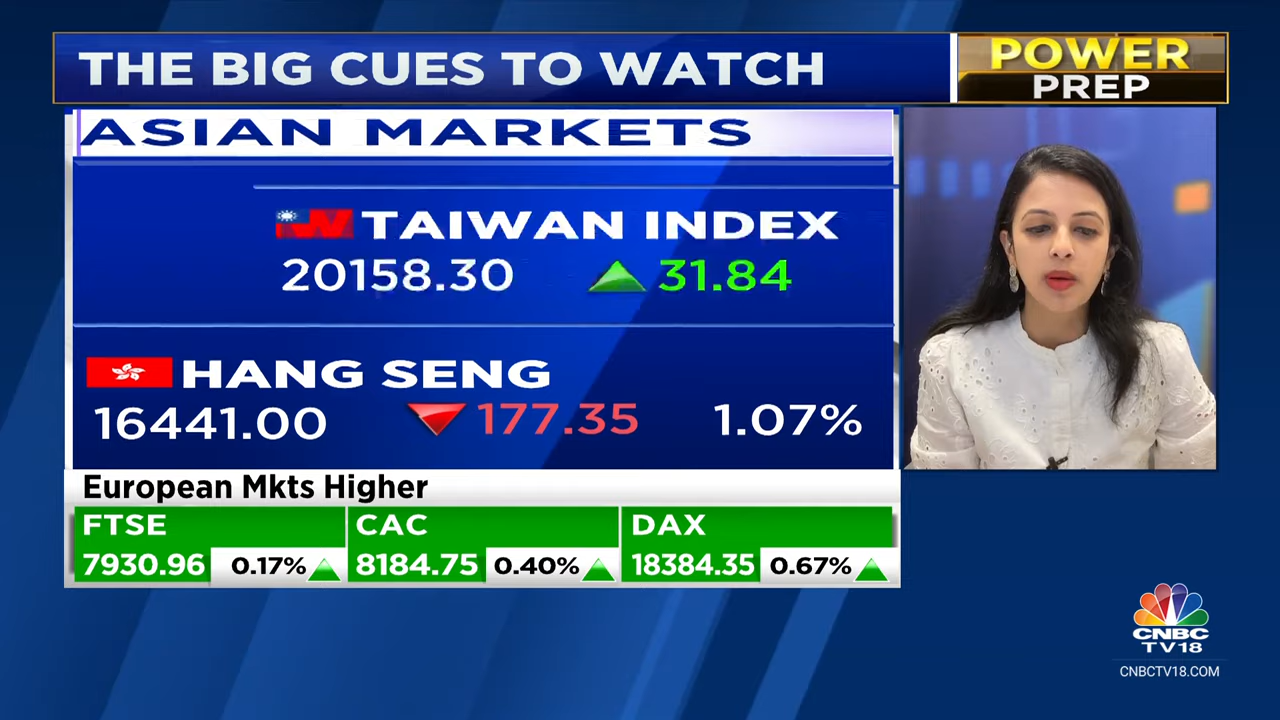 THE BIG CUES TO WATCH
POWER
PREP
ASIAN MARKETS
TAIWAN INDEX
20158.30 31.84
HANG SENG
16441.00 177.35 1.07%
European Mkts Higher
FTSE CAC DAX
7930.96 0.17% 8184.75 0.40% 18384.35 0.67%
CNBC
TV18
CNBCTV18.COM